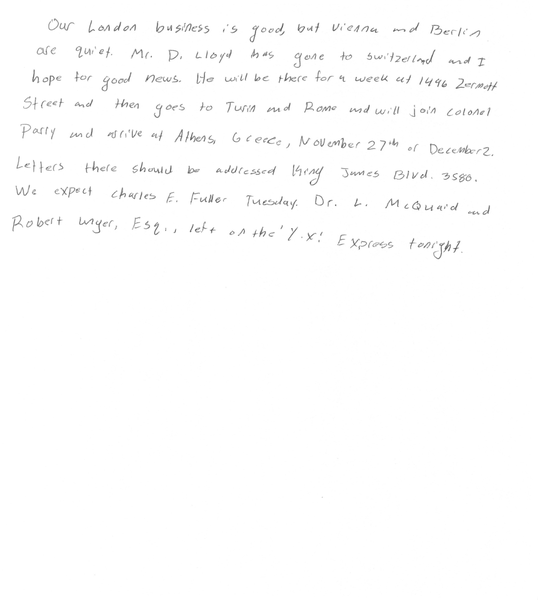 Our London business is good, but Vienna and Berlin
are quiet. Mr. D. Lloyd has gone to Switzerland and I
hope for good news. He will be there for a week at 1496 Zermott
Street and then goes to Turin and Rome and will join Colonel
Parry and arrive at Athens, Greece, November 27th or December 2.
Letters there should be addressed King James Blvd. 3580.
We expect Charles E. Fuller Tuesday. Dr. L. McQuaid and
Robert Unger, Esq., left on the 'Y.X.' Express tonight.